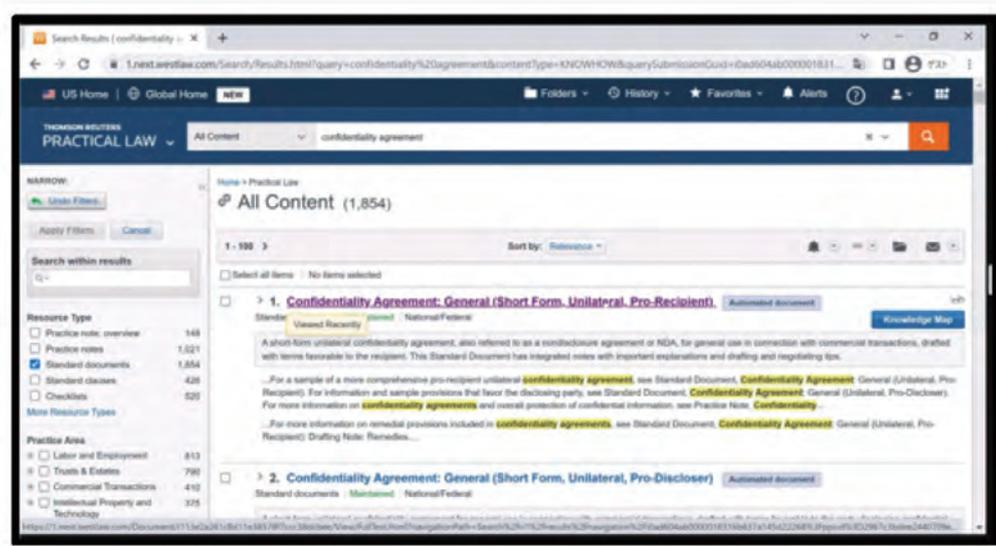 Search Results (confidentiality
1.next.westlaw.com/Search/Results.html?query=confidentiality%20agreement&contentType=KNOWHOW&querySubmissionGuid=
US Home | Global Home NEW Folders History Favorites Alerts
THOMSON REUTERS
PRACTICAL LAW All Content confidentiality agreement
NARROW:
Undo Filters
Apply Filters Cancel
Search within results
Resource Type
Practice note: overview 148
Practice notes 1,021
Standard documents 1,854
Standard clauses 428
Checklists 520
More Resource Types
Practice Area
Labor and Employment 813
Trusts & Estates 790
Commercial Transactions 410
Intellectual Property and Technology 325
Home > Practical Law
All Content (1,854)
1 - 100 > Sort by: Relevance
Select all items No items selected
1. Confidentiality Agreement: General (Short Form, Unilateral, Pro-Recipient) Automated document
National/Federal
Viewed Recently
Knowledge Map
A short-form unilateral confidentiality agreement, also referred to as a nondisclosure agreement or NDA, for general use in connection with commercial transactions, drafted
with terms favorable to the recipient. This Standard Document has integrated notes with important explanations and drafting and negotiating tips.
...For a sample of a more comprehensive pro-recipient unilateral confidentiality agreement, see Standard Document, Confidentiality Agreement: General (Unilateral, Pro-
Recipient). For information and sample provisions that favor the disclosing party, see Standard Document, Confidentiality Agreement: General (Unilateral, Pro-Discloser).
For more information on confidentiality agreements and overall protection of confidential information, see Practice Note, Confidentiality...
...For more information on remedial provisions included in confidentiality agreements, see Standard Document, Confidentiality Agreement: General (Unilateral, Pro-
Recipient): Drafting Note: Remedies....
2. Confidentiality Agreement: General (Short Form, Unilateral, Pro-Discloser) Automated document
Standard documents Maintained National/Federal